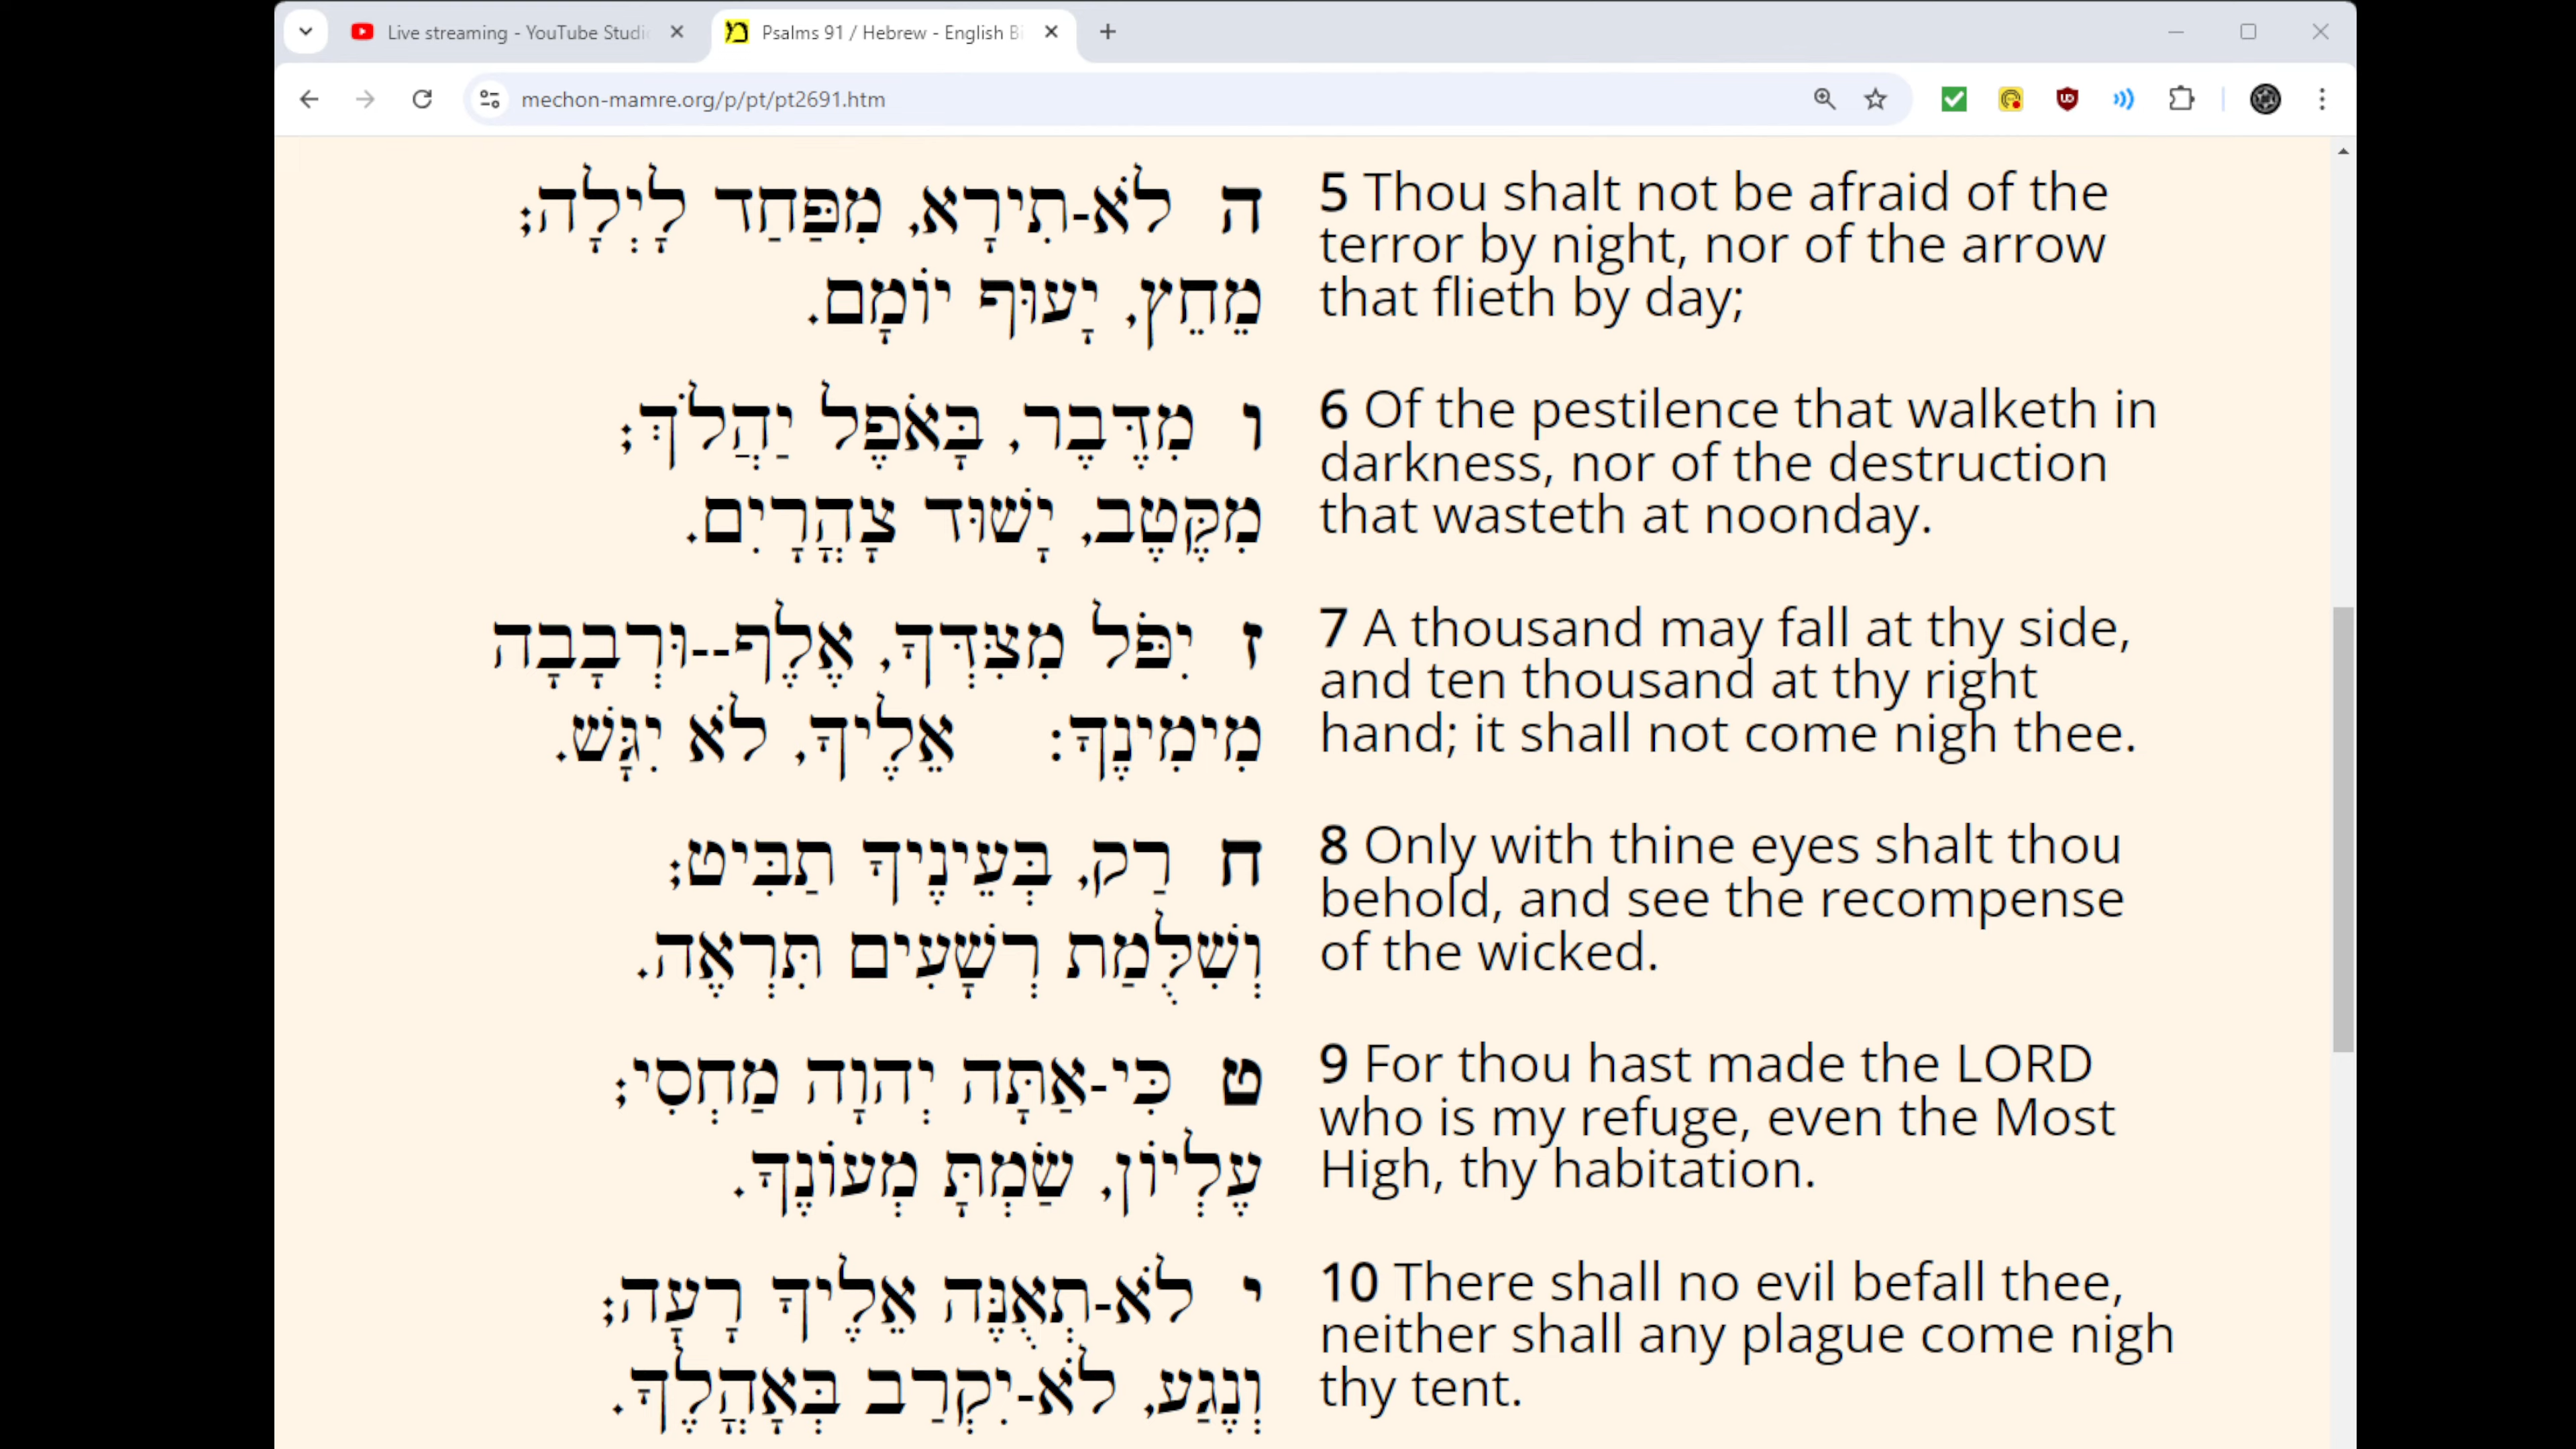 Live streaming - YouTube Studi
Psalms 91 / Hebrew - English Bi
mechon-mamre.org/p/pt/pt2691.htm
ה לֹא-תִירָא, מִפַּחַד לָיְלָה;
מֵחֵץ, יָעוּף יוֹמָם.
5 Thou shalt not be afraid of the
terror by night, nor of the arrow
that flieth by day;
ו מִדֶּבֶר, בָּאֹפֶל יַהֲלֹךְ;
מִקֶּטֶב, יָשׁוּד צָהֳרָיִם.
6 Of the pestilence that walketh in
darkness, nor of the destruction
that wasteth at noonday.
ז יִפֹּל מִצִּדְּךָ, אֶלֶף--וּרְבָבָה
מִימִינֶךָ: אֵלֶיךָ, לֹא יִגָּשׁ.
7 A thousand may fall at thy side,
and ten thousand at thy right
hand; it shall not come nigh thee.
ח רַק, בְּעֵינֶיךָ תַבִּיט;
וְשִׁלֻּמַת רְשָׁעִים תִּרְאֶה.
8 Only with thine eyes shalt thou
behold, and see the recompense
of the wicked.
ט כִּי-אַתָּה יְהוָה מַחְסִי;
עֶלְיוֹן, שַׂמְתָּ מְעוֹנֶךָ.
9 For thou hast made the LORD
who is my refuge, even the Most
High, thy habitation.
י לֹא-תְאֻנֶּה אֵלֶיךָ רָעָה;
וְנֶגַע, לֹא-יִקְרַב בְּאָהֳלֶךָ.
10 There shall no evil befall thee,
neither shall any plague come nigh
thy tent.